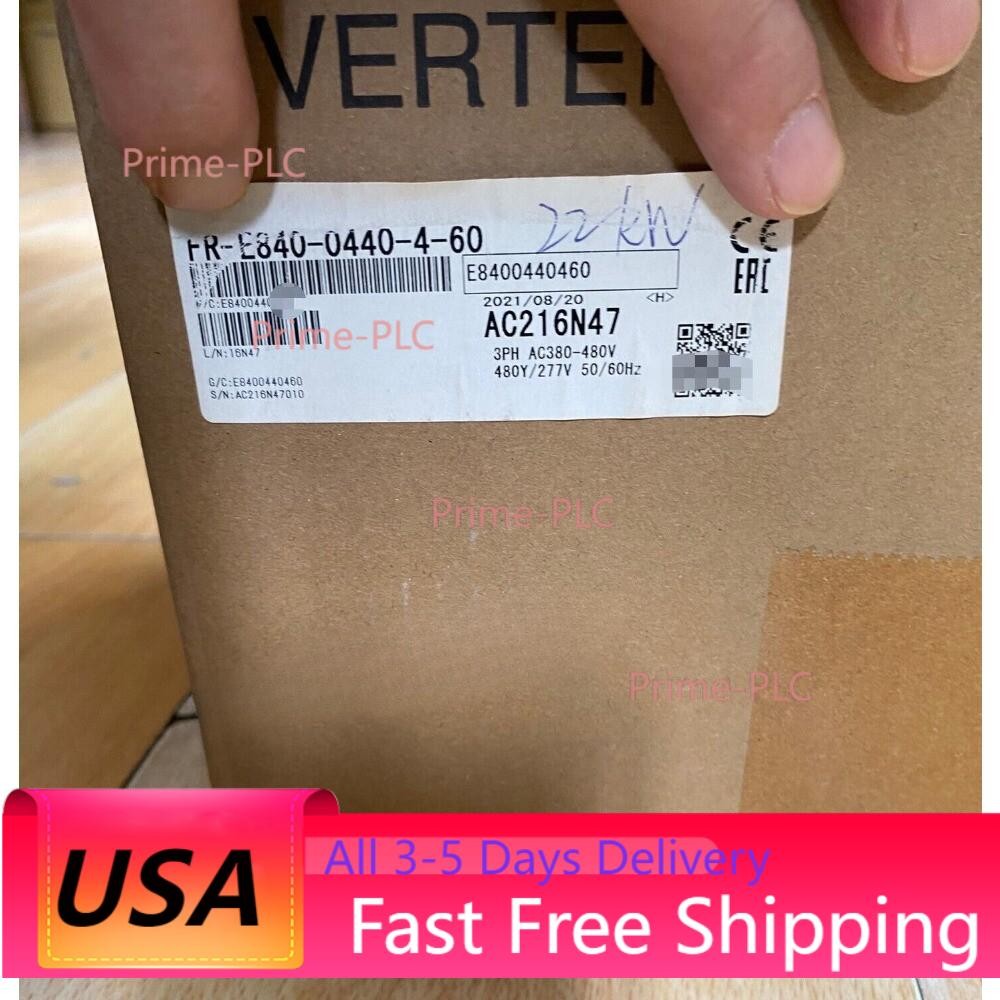 VERTER
Prime-PLC
FR-E840-0440-4-60
22kW
CE
E8400440460
EAC
P/C:E8400440
2021/08/20 <H>
AC216N47
Prime-PLC
L/N:16N47
3PH AC380-480V
480Y/277V 50/60Hz
G/C:E8400440460
S/N:AC216N47010
Prime-PLC
Prime-PLC
USA
All 3-5 Days Delivery
Fast Free Shipping